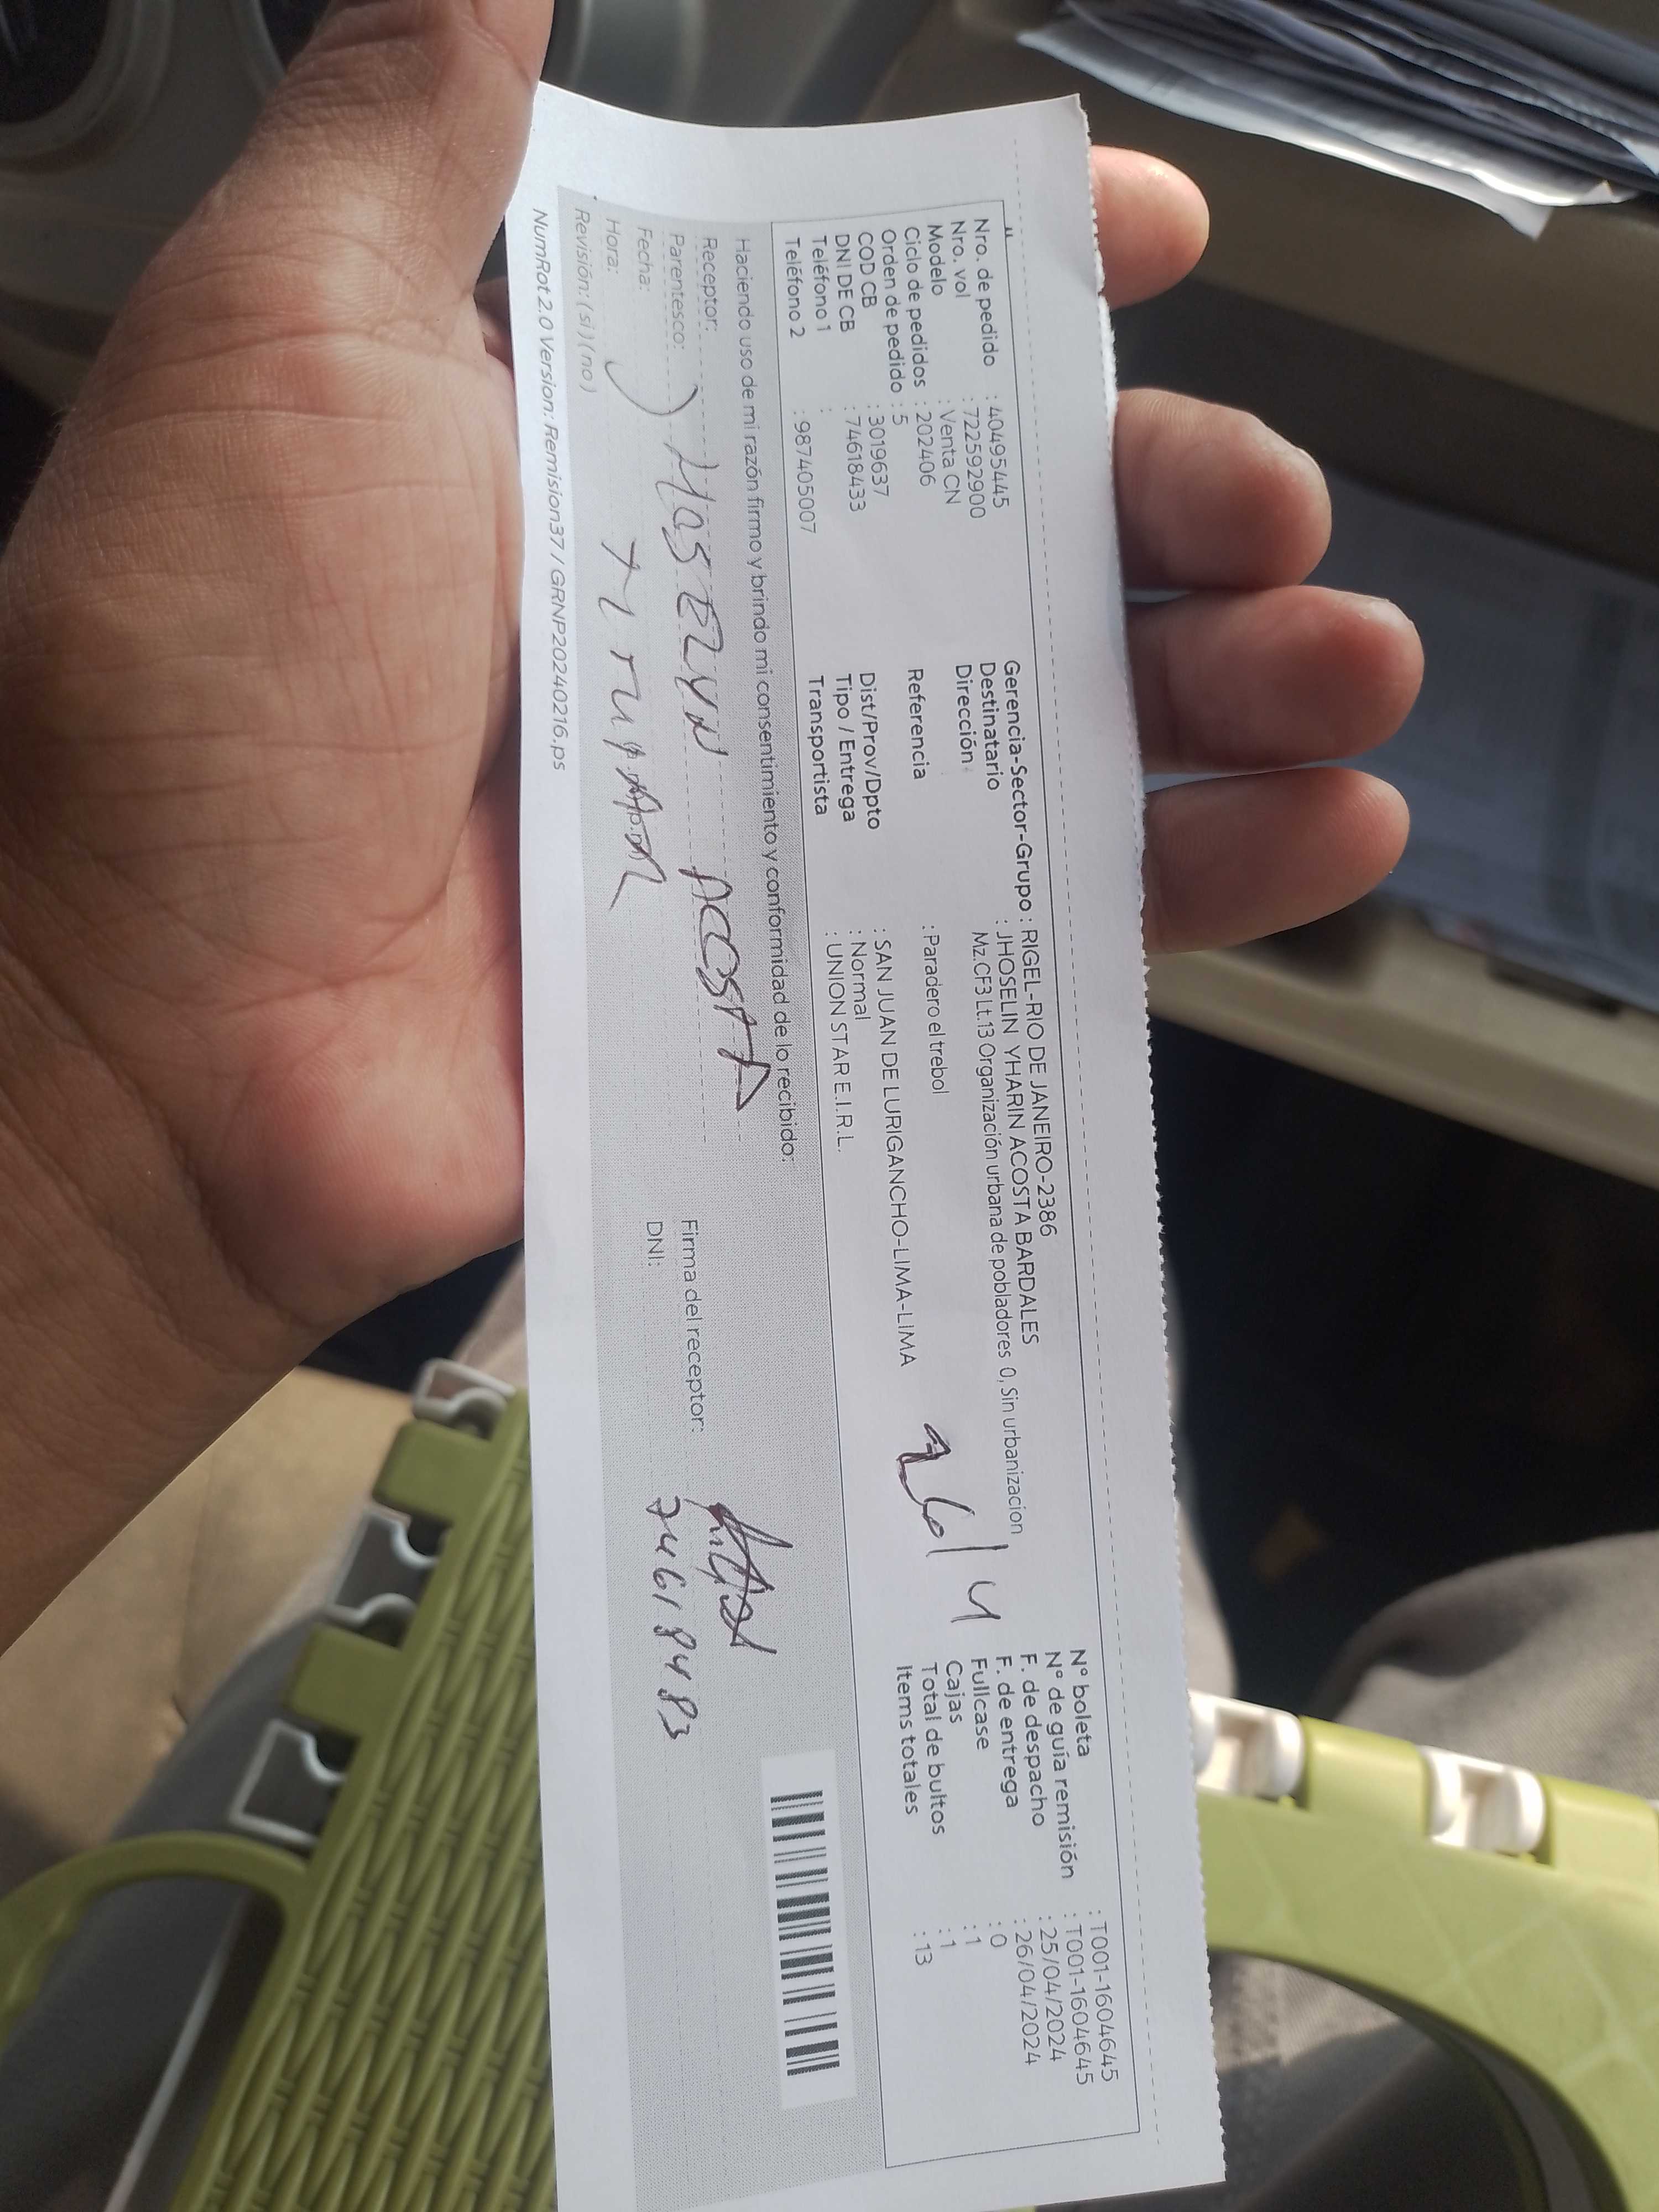 Nro. de pedido : 40495445
Nro. vol : 722592900
Modelo : Venta CN
Ciclo de pedidos : 202406
Orden de pedido : 5
COD CB : 3019637
DNI DE CB : 74618433
Teléfono 1 :
Teléfono 2 : 987405007
Gerencia-Sector-Grupo : RIGEL-RIO DE JANEIRO-2386
Destinatario : JHOSELIN YHARIN ACOSTA BARDALES
Dirección : Mz.CF3 Lt.13 Organización urbana de pobladores 0, Sin urbanizacion
Referencia : Paradero el trebol
Dist/Prov/Dpto : SAN JUAN DE LURIGANCHO-LIMA-LIMA
Tipo / Entrega : Normal
Transportista : UNION STAR E.I.R.L.
N° boleta : T001-1604645
N° de guía remisión : T001-1604645
F. de despacho : 25/04/2024
F. de entrega : 26/04/2024
Fullcase : 0
Cajas : 1
Total de bultos : 1
Items totales : 13
Haciendo uso de mi razón firmo y brindo mi consentimiento y conformidad de lo recibido:
Receptor: ACOSTA
Parentesco:
Fecha:
Hora:
Revisión: (si) (no)
Firma del receptor:
DNI:
NumRot2.0 Version: Remision37 / GRNP20240216.ps